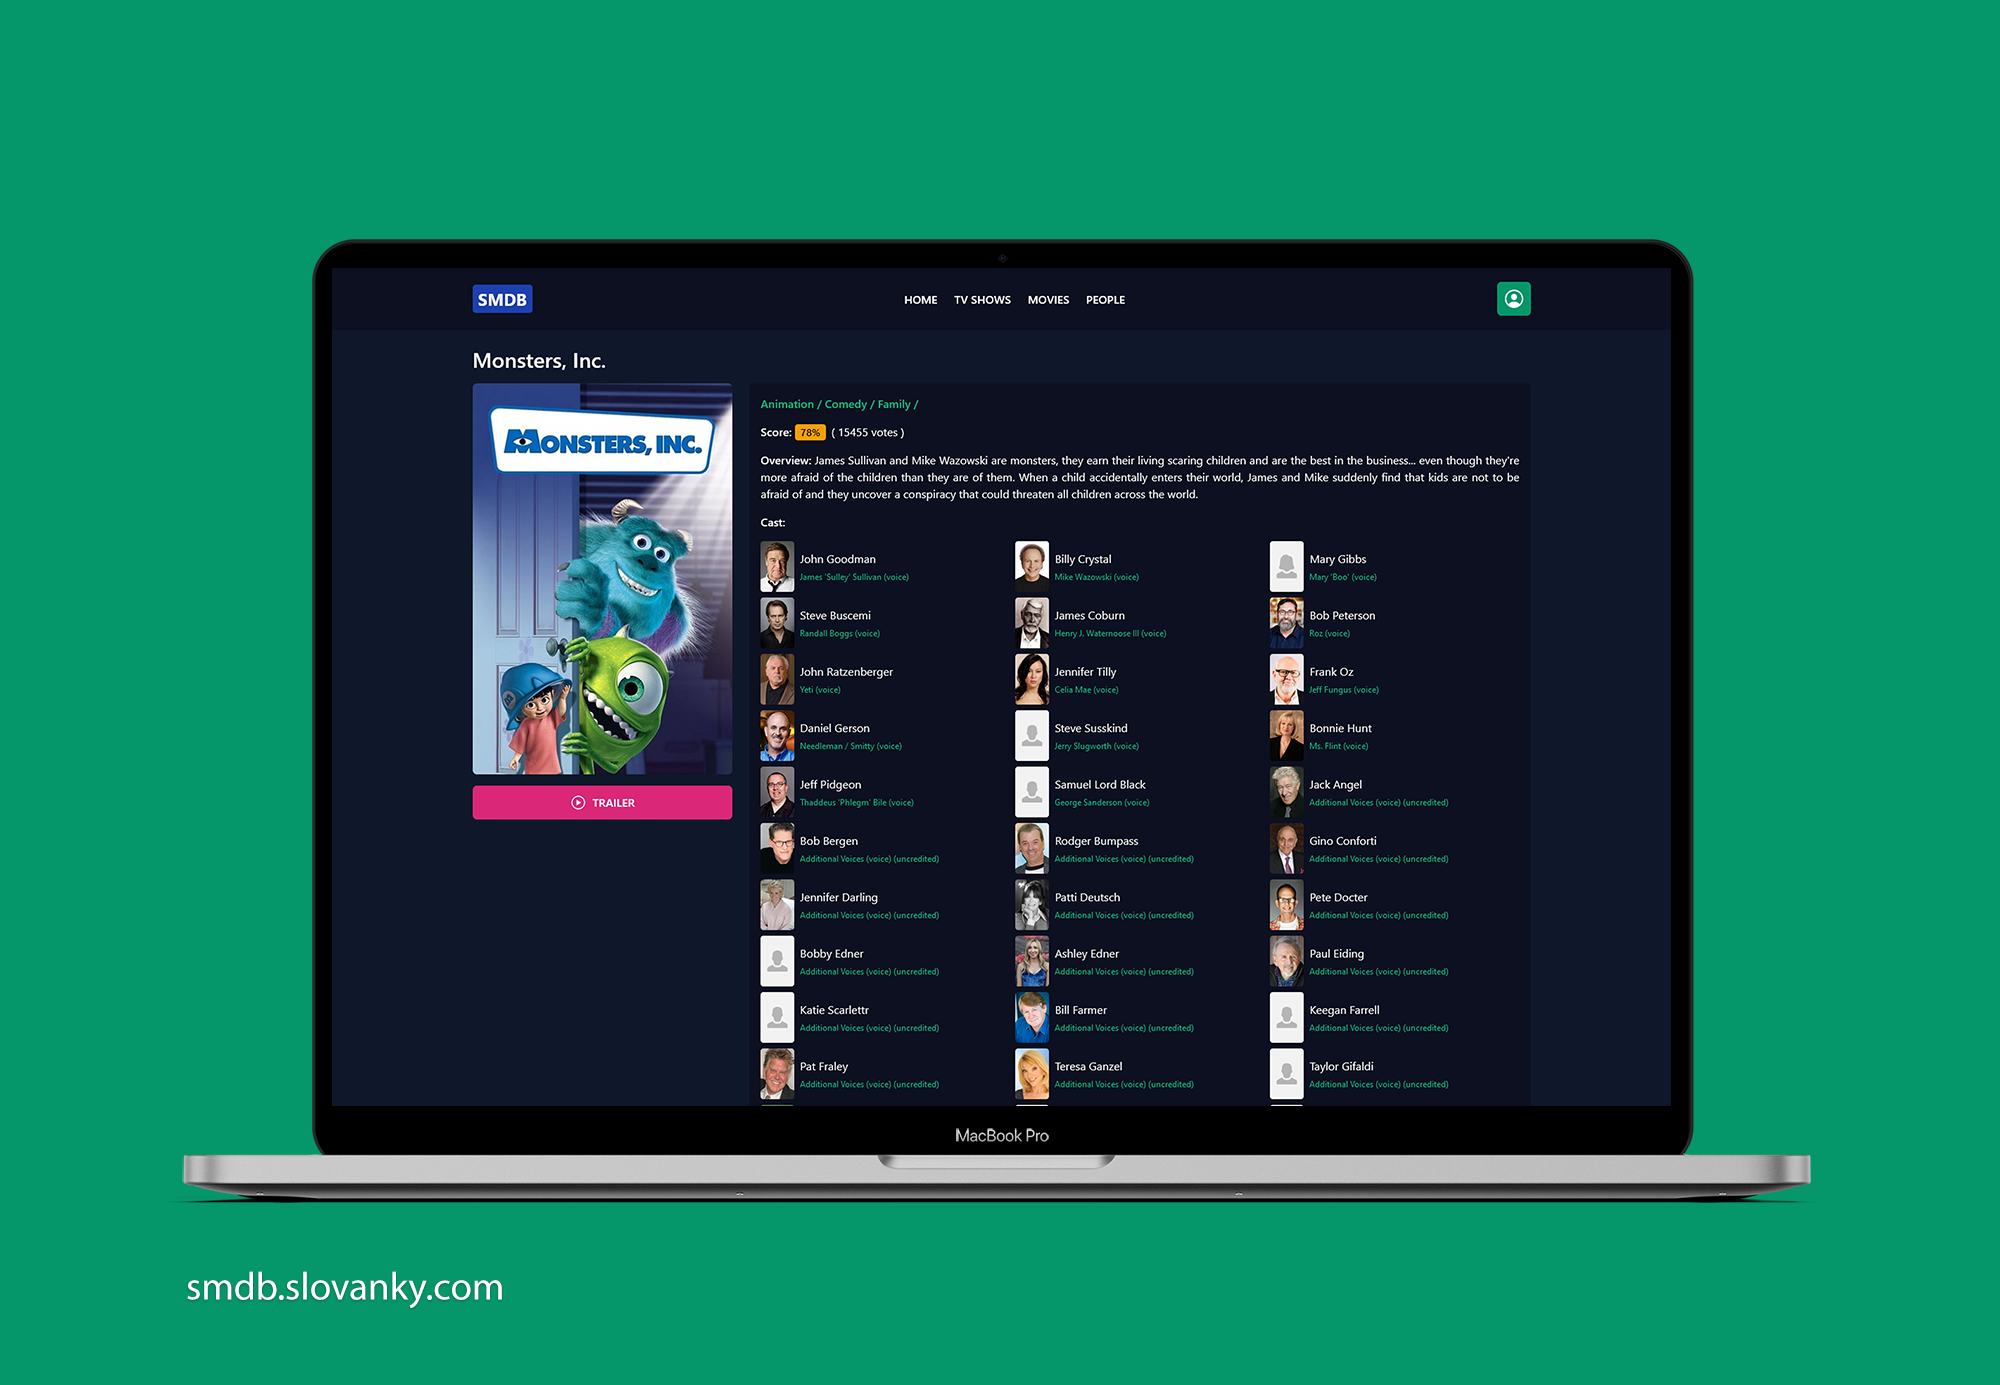 SMDB
HOME
TV SHOWS
MOVIES
PEOPLE
Monsters, Inc.
MONSTERS, INC.
TRAILER
Animation / Comedy / Family /
Score: 78% ( 15455 votes )
Overview: James Sullivan and Mike Wazowski are monsters, they earn their living scaring children and are the best in the business... even though they're
more afraid of the children than they are of them. When a child accidentally enters their world, James and Mike suddenly find that kids are not to be
afraid of and they uncover a conspiracy that could threaten all children across the world.
Cast:
John Goodman
James 'Sulley' Sullivan (voice)
Billy Crystal
Mike Wazowski (voice)
Mary Gibbs
Mary 'Boo' (voice)
Steve Buscemi
Randall Boggs (voice)
James Coburn
Henry J. Waternoose III (voice)
Bob Peterson
Roz (voice)
John Ratzenberger
Yeti (voice)
Jennifer Tilly
Celia Mae (voice)
Frank Oz
Jeff Fungus (voice)
Daniel Gerson
Needleman / Smitty (voice)
Steve Susskind
Jerry Slugworth (voice)
Bonnie Hunt
Ms. Flint (voice)
Jeff Pidgeon
Thaddeus 'Phlegm' Bile (voice)
Samuel Lord Black
George Sanderson (voice)
Jack Angel
Additional Voices (voice) (uncredited)
Bob Bergen
Additional Voices (voice) (uncredited)
Rodger Bumpass
Additional Voices (voice) (uncredited)
Gino Conforti
Additional Voices (voice) (uncredited)
Jennifer Darling
Additional Voices (voice) (uncredited)
Patti Deutsch
Additional Voices (voice) (uncredited)
Pete Docter
Additional Voices (voice) (uncredited)
Bobby Edner
Additional Voices (voice) (uncredited)
Ashley Edner
Additional Voices (voice) (uncredited)
Paul Eiding
Additional Voices (voice) (uncredited)
Katie Scarlettr
Additional Voices (voice) (uncredited)
Bill Farmer
Additional Voices (voice) (uncredited)
Keegan Farrell
Additional Voices (voice) (uncredited)
Pat Fraley
Additional Voices (voice) (uncredited)
Teresa Ganzel
Additional Voices (voice) (uncredited)
Taylor Gifaldi
Additional Voices (voice) (uncredited)
MacBook Pro
smdb.slovanky.com